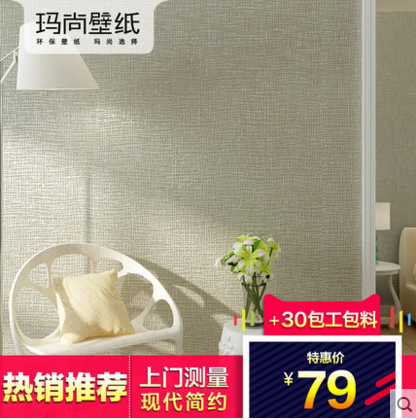 玛尚壁纸
环保壁纸 玛尚选择
+30包工包料
特惠价
¥79
热销推荐
上门测量
现代简约